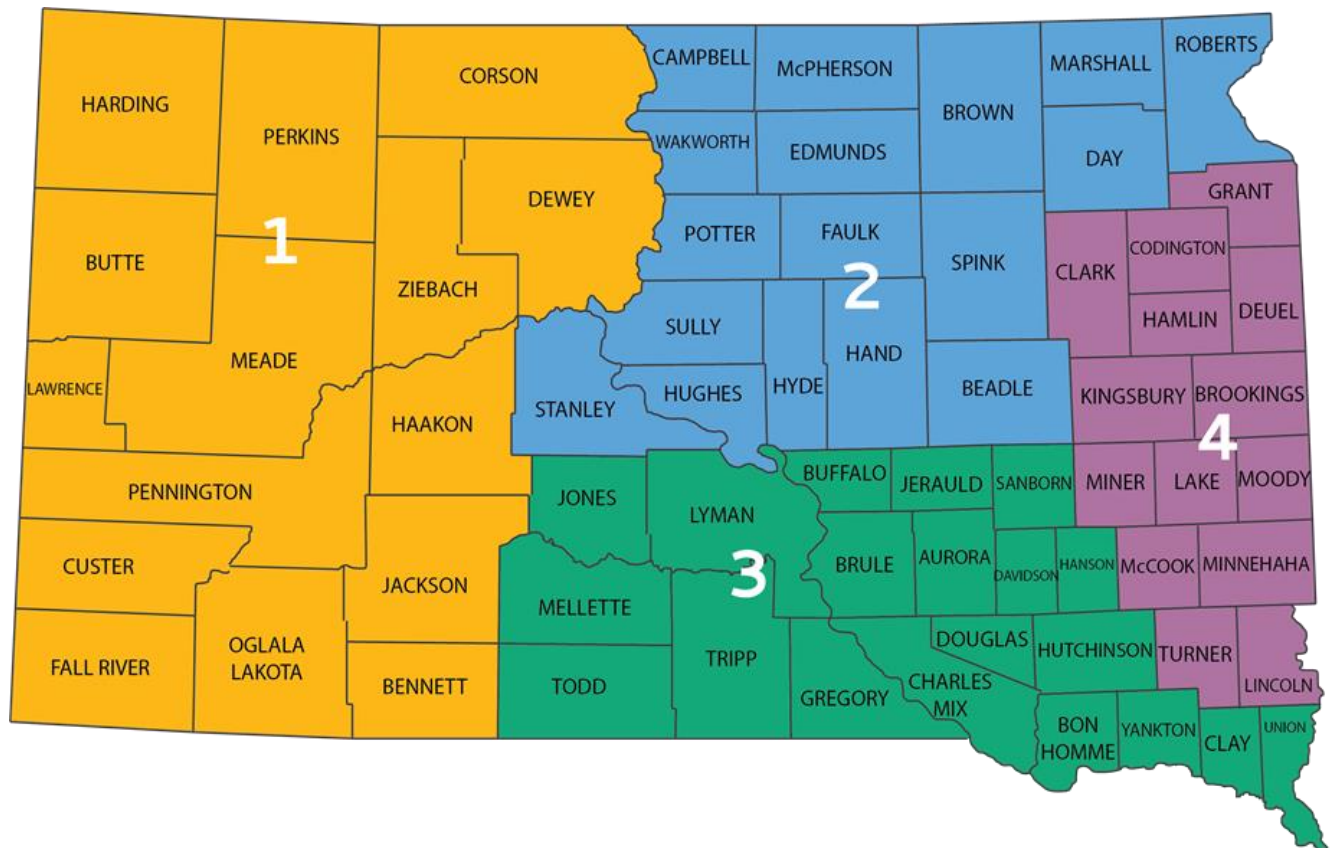 HARDING
PERKINS
CORSON
CAMPBELL
McPHERSON
BROWN
MARSHALL
ROBERTS
WAKWORTH
EDMUNDS
DAY
DEWEY
GRANT
BUTTE
1
ZIEBACH
POTTER
FAULK
2
SPINK
CLARK
CODINGTON
HAMLIN
DEUEL
MEADE
SULLY
HAND
LAWRENCE
HAAKON
STANLEY
HUGHES
HYDE
BEADLE
KINGSBURY
BROOKINGS
4
PENNINGTON
JONES
LYMAN
BUFFALO
JERAULD
SANBORN
MINER
LAKE
MOODY
CUSTER
JACKSON
MELLETTE
3
BRULE
AURORA
DAVIDSON
HANSON
McCOOK
MINNEHAHA
FALL RIVER
OGLALA
LAKOTA
BENNETT
TODD
TRIPP
GREGORY
CHARLES
MIX
DOUGLAS
HUTCHINSON
TURNER
LINCOLN
BON
HOMME
YANKTON
CLAY
UNION